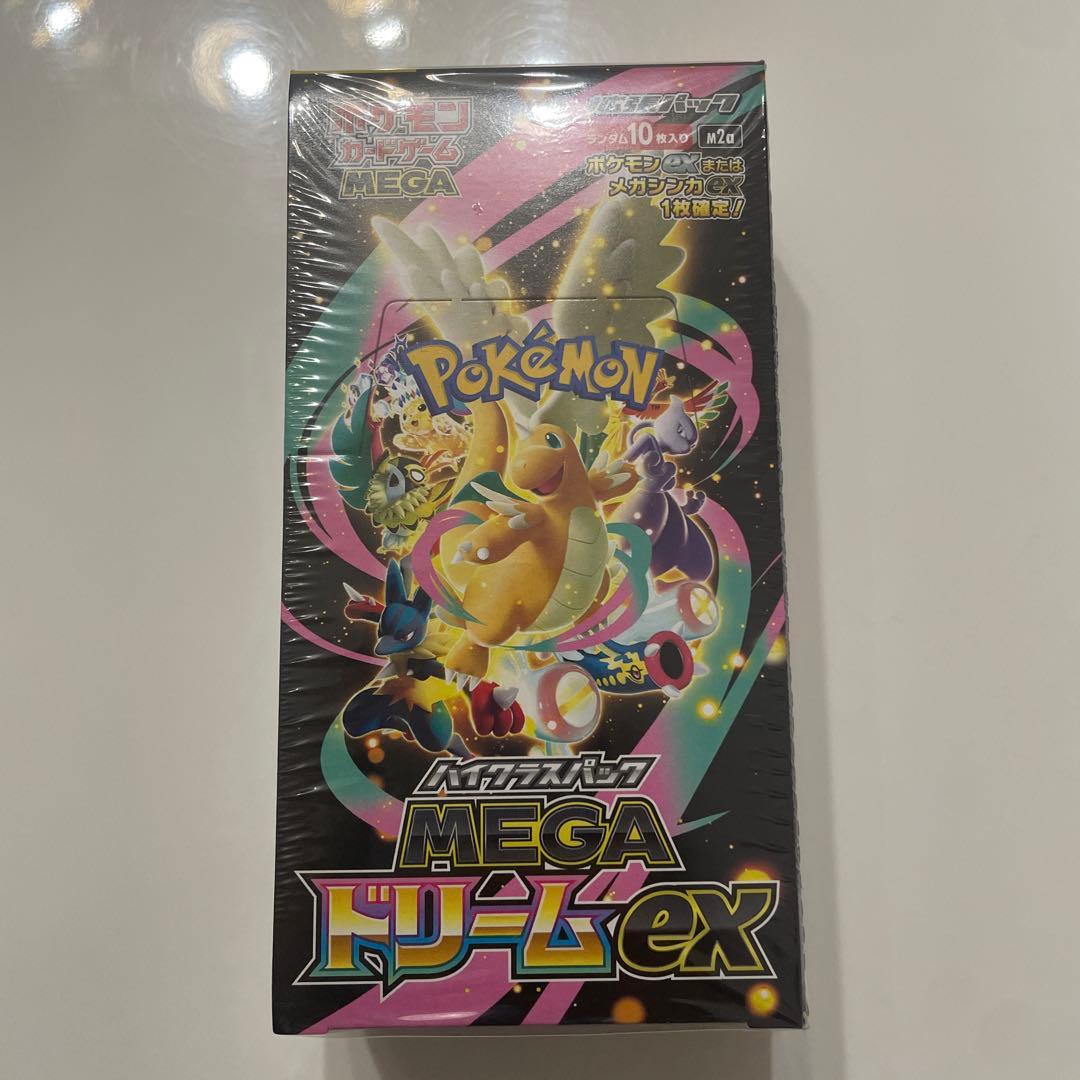 ポケモン
カードゲーム
MEGA
拡張パック
ランダム10枚入り M2a
ポケモンexまたは
メガシンカex
1枚確定!
POKéMON
TM
ハイクラスパック
MEGA
ドリームex